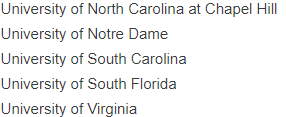 University of North Carolina at Chapel Hill
University of Notre Dame
University of South Carolina
University of South Florida
University of Virginia